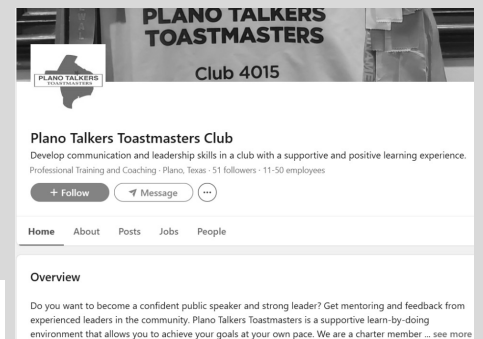 PLANO TALKERS
TOASTMASTERS
Club 4015
PLANO TALKERS
TOASTMASTERS
Plano Talkers Toastmasters Club
Develop communication and leadership skills in a club with a supportive and positive learning experience.
Professional Training and Coaching · Plano, Texas · 51 followers · 11-50 employees
+ Follow Message ...
Home About Posts Jobs People
Overview
Do you want to become a confident public speaker and strong leader? Get mentoring and feedback from
experienced leaders in the community. Plano Talkers Toastmasters is a supportive learn-by-doing
environment that allows you to achieve your goals at your own pace. We are a charter member ... see more